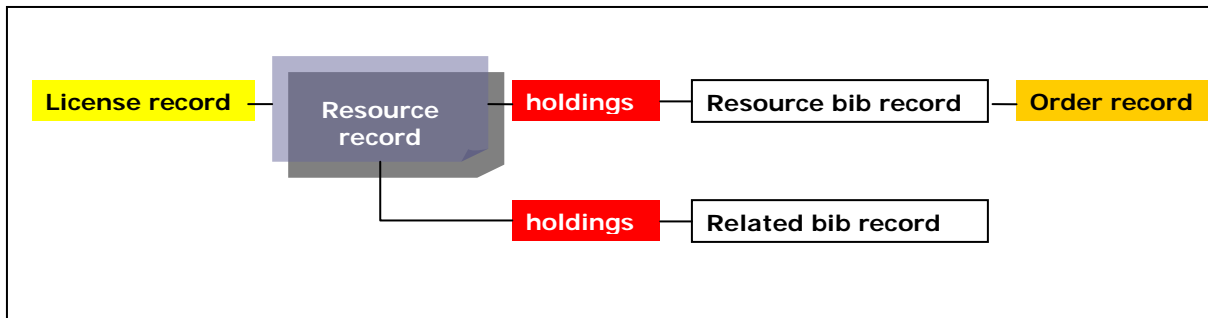 License record
Resource
record
holdings
Resource bib record
Order record
holdings
Related bib record